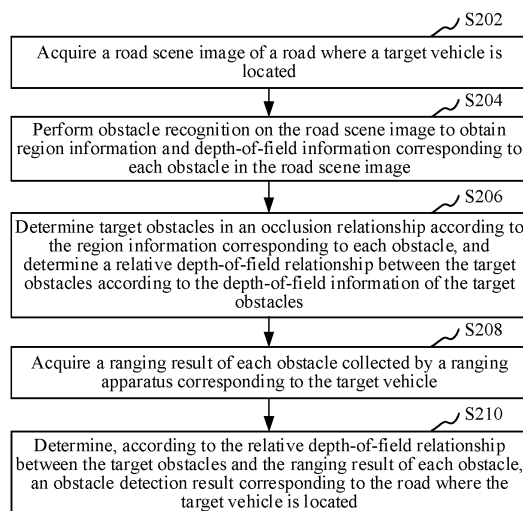 S202
Acquire a road scene image of a road where a target vehicle is
located
S204
Perform obstacle recognition on the road scene image to obtain
region information and depth-of-field information corresponding to
each obstacle in the road scene image
S206
Determine target obstacles in an occlusion relationship according to
the region information corresponding to each obstacle, and
determine a relative depth-of-field relationship between the target
obstacles according to the depth-of-field information of the target
obstacles
S208
Acquire a ranging result of each obstacle collected by a ranging
apparatus corresponding to the target vehicle
S210
Determine, according to the relative depth-of-field relationship
between the target obstacles and the ranging result of each obstacle,
an obstacle detection result corresponding to the road where the
target vehicle is located